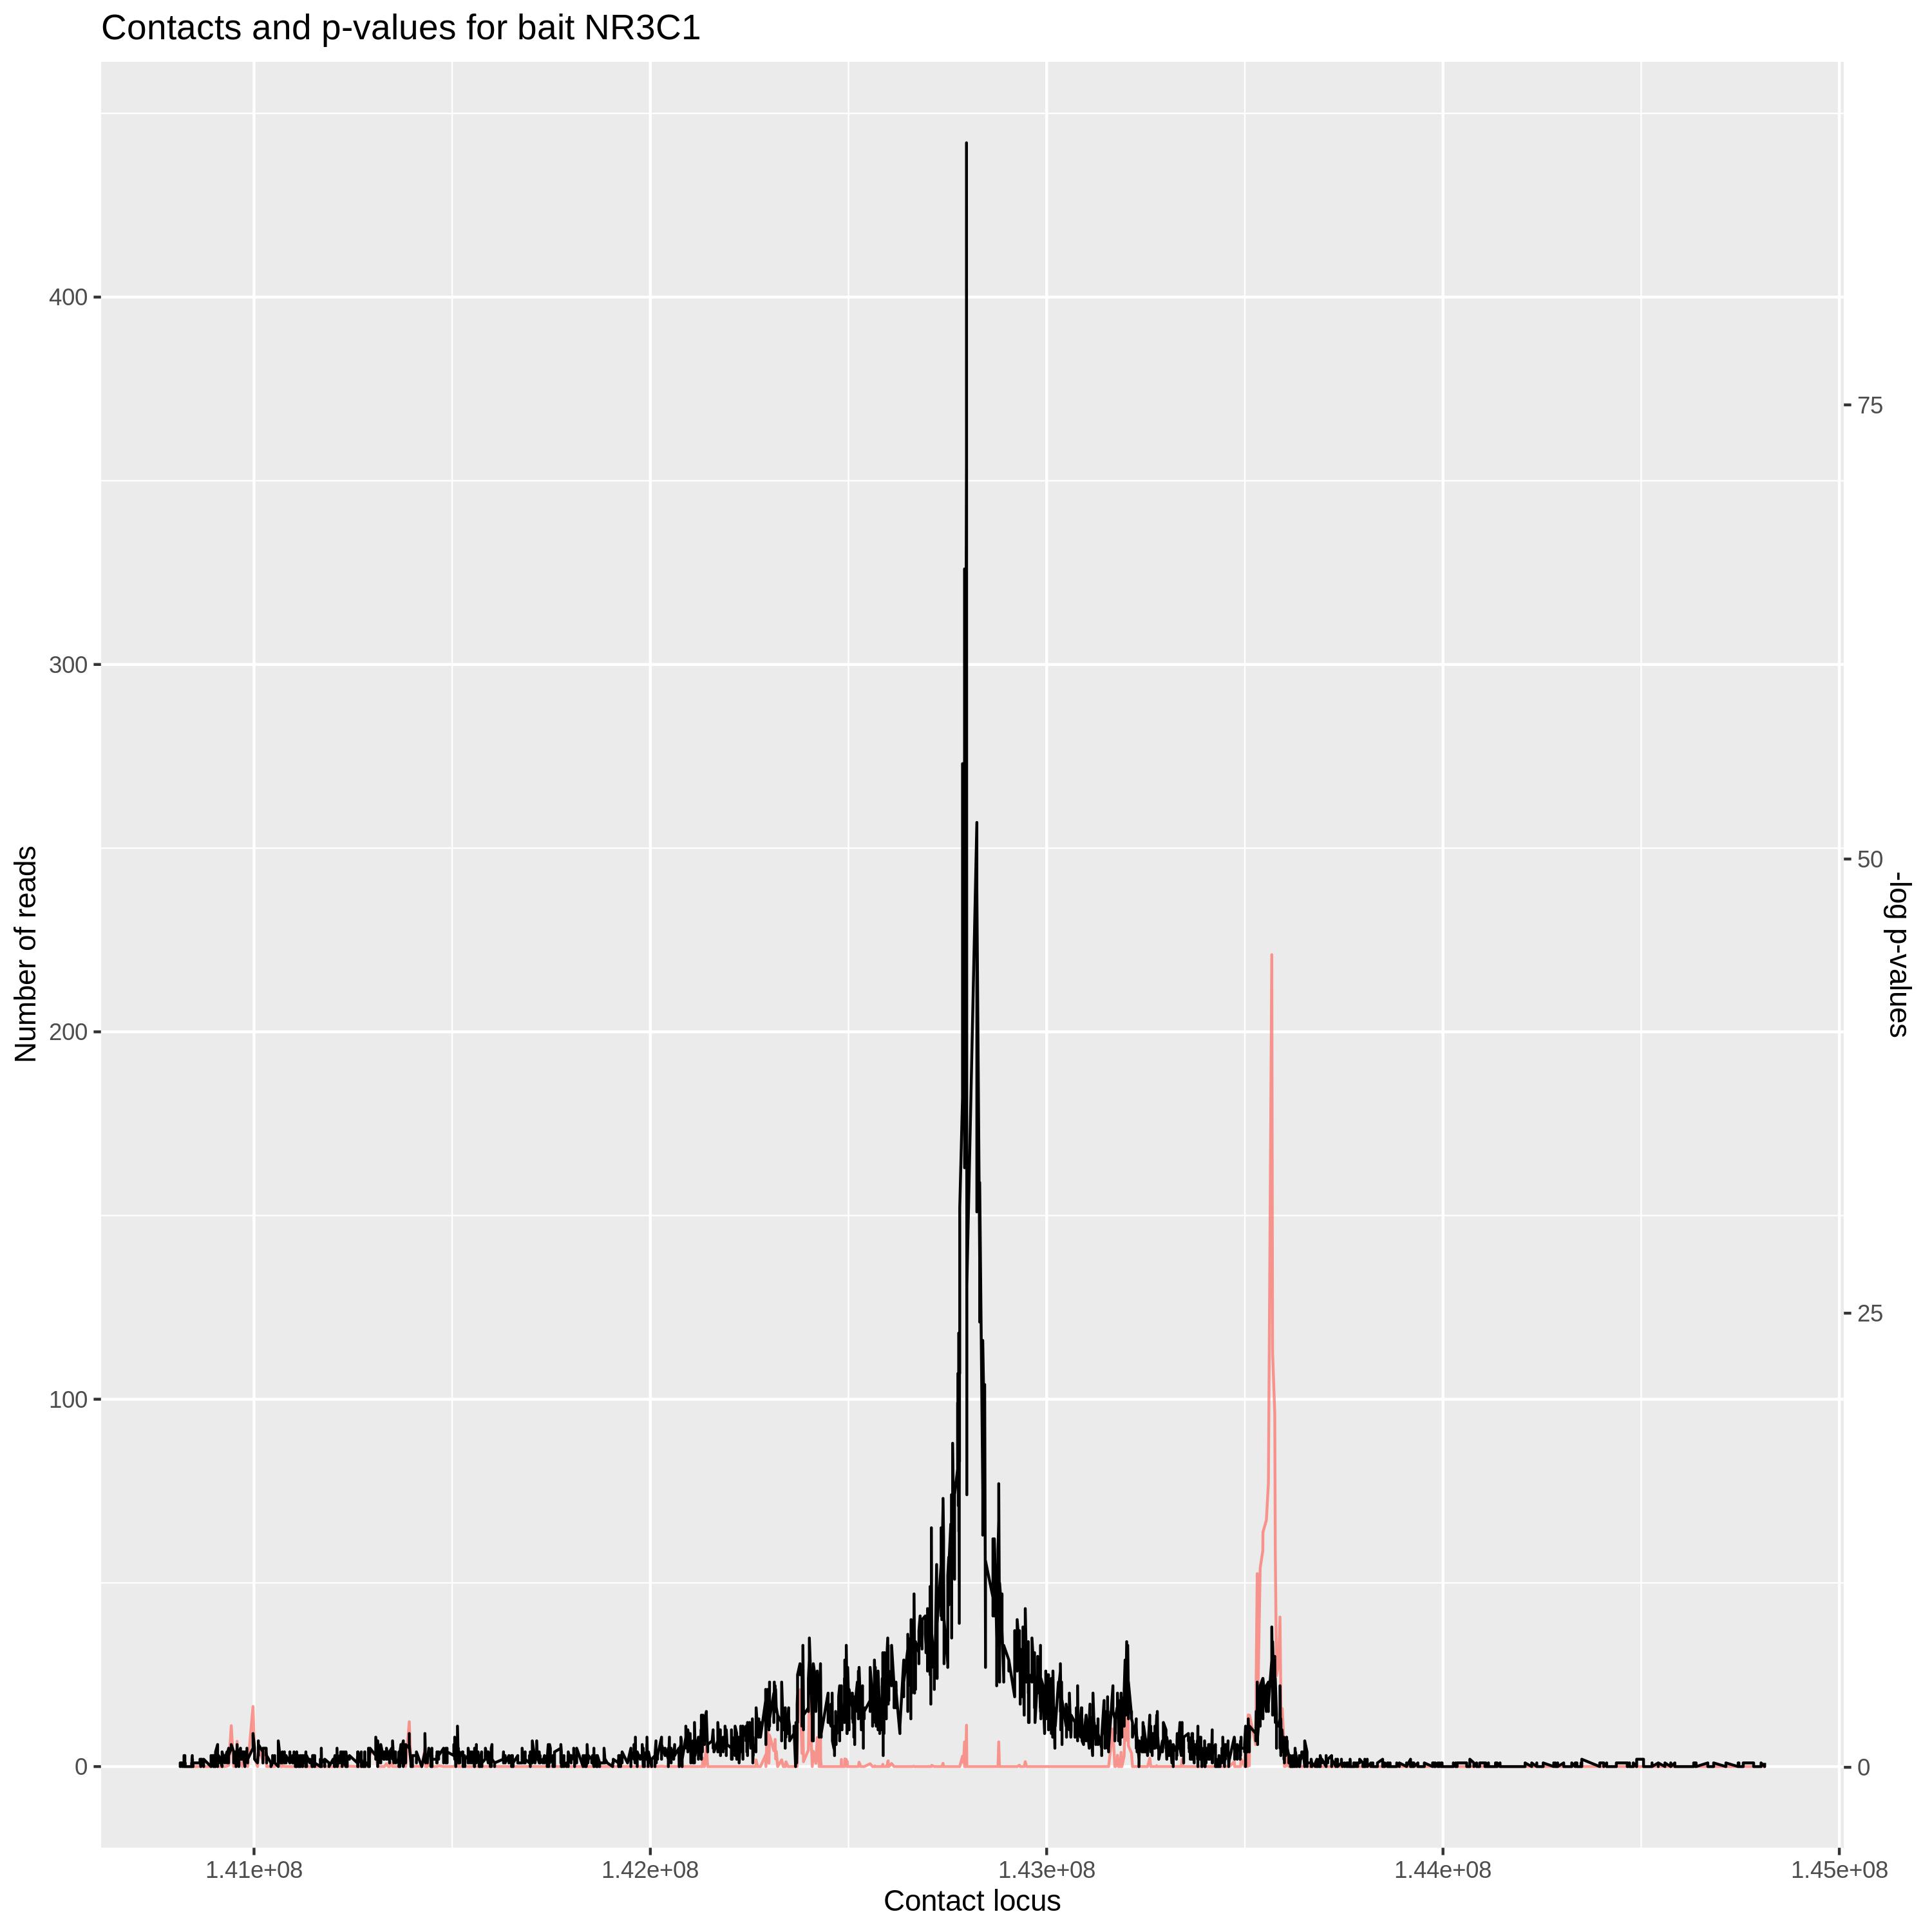 Contacts and p-values for bait NR3C1
Number of reads
400
300
200
100
0
75
50
25
0
-log p-values
1.41e+08
1.42e+08
1.43e+08
1.44e+08
1.45e+08
Contact locus